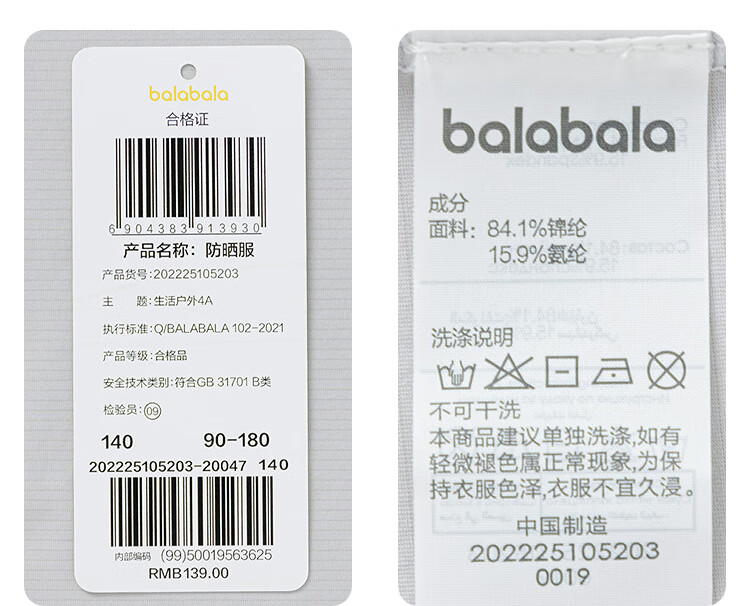 balabala
合格证
6 904383 913930
产品名称：防晒服
产品货号:202225105203
主 题:生活户外4A
执行标准:Q/BALABALA 102-2021
产品等级:合格品
安全技术类别:符合GB 31701 B类
检验员:09
140 90-180
202225105203-20047 140
内部编码 (99)50019563625
RMB139.00
balabala
成分
面料：84.1%锦纶
15.9%氨纶
洗涤说明
不可干洗
本商品建议单独洗涤,如有
轻微褪色属正常现象,为保
持衣服色泽,衣服不宜久浸。
中国制造
202225105203
0019